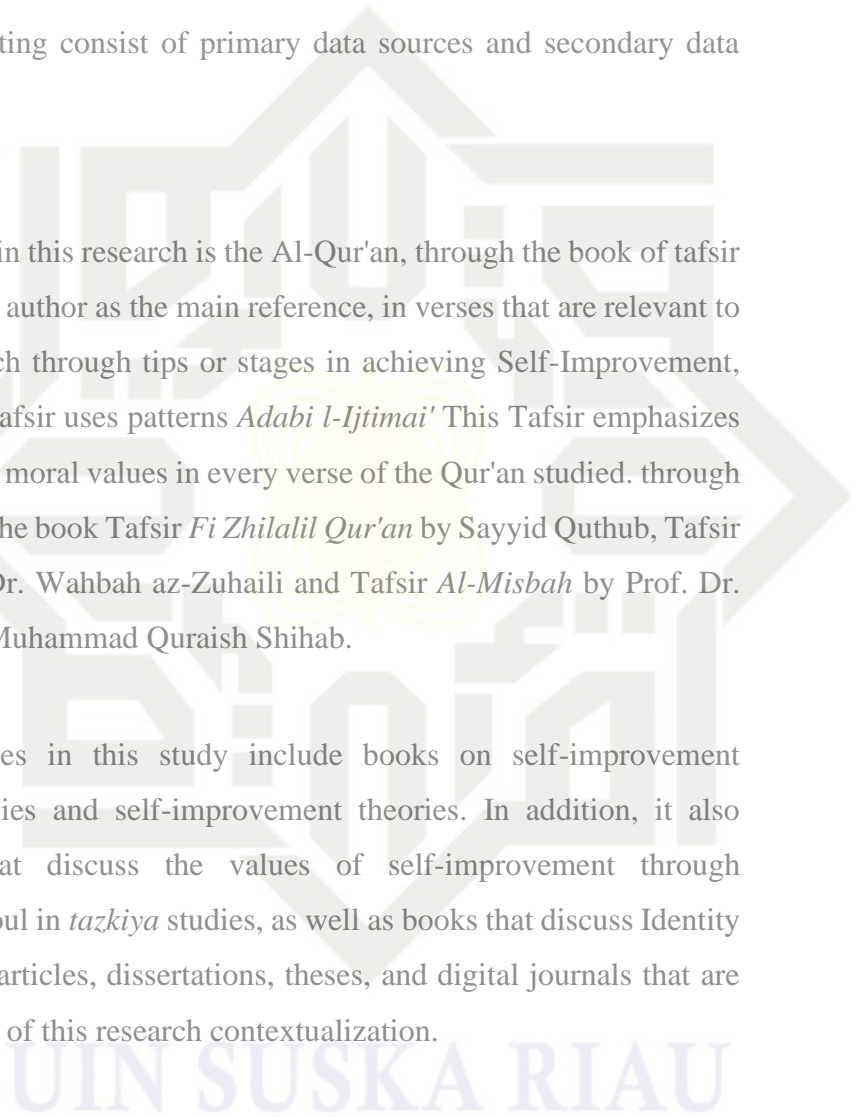 ting consist of primary data sources and secondary data
in this research is the Al-Qur'an, through the book of tafsir
author as the main reference, in verses that are relevant to
ch through tips or stages in achieving Self-Improvement,
afsir uses patterns Adabi l-Ijtimai' This Tafsir emphasizes
moral values in every verse of the Qur'an studied. through
he book Tafsir Fi Zhilalil Qur'an by Sayyid Quthub, Tafsir
Dr. Wahbah az-Zuhaili and Tafsir Al-Misbah by Prof. Dr.
Muhammad Quraish Shihab.
es in this study include books on self-improvement
ies and self-improvement theories. In addition, it also
at discuss the values of self-improvement through
oul in tazkiya studies, as well as books that discuss Identity
articles, dissertations, theses, and digital journals that are
of this research contextualization.
UIN SUSKA RIAU